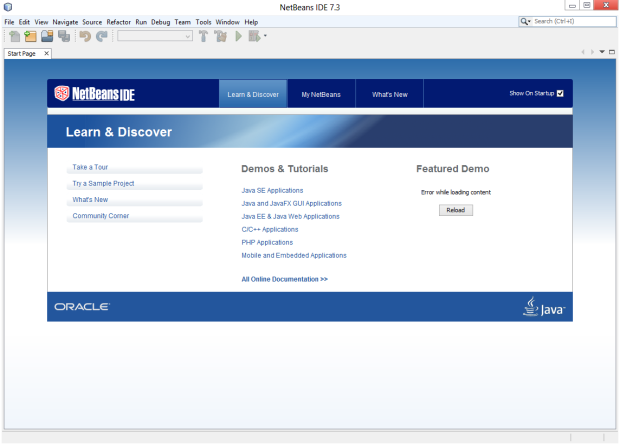 NetBeans IDE 7.3
File Edit View Navigate Source Refactor Run Debug Team Tools Window Help
Search (Ctrl+I)
Start Page
NetBeans IDE
Learn & Discover
My NetBeans
What's New
Show On Startup
Learn & Discover
Take a Tour
Try a Sample Project
What's New
Community Corner
Demos & Tutorials
Java SE Applications
Java and JavaFX GUI Applications
Java EE & Java Web Applications
C/C++ Applications
PHP Applications
Mobile and Embedded Applications
All Online Documentation >>
Featured Demo
Error while loading content
Reload
ORACLE
Java